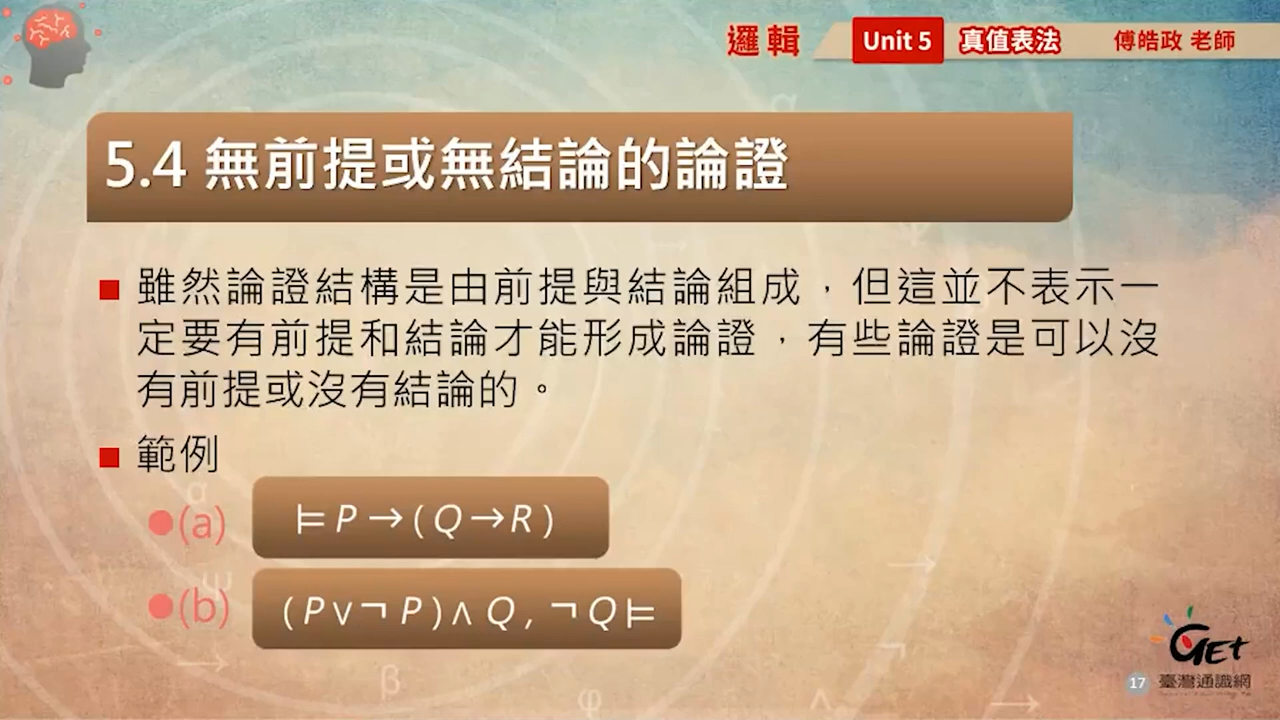 邏輯 Unit 5 真值表法 傅皓政 老師
5.4 無前提或無結論的論證
雖然論證結構是由前提與結論組成，但這並不表示一
定要有前提和結論才能形成論證，有些論證是可以沒
有前提或沒有結論的。
範例
(a) ⊨P→(Q→R)
(b) (P∨¬P)∧Q,¬Q⊨
GET
17 臺灣通識網